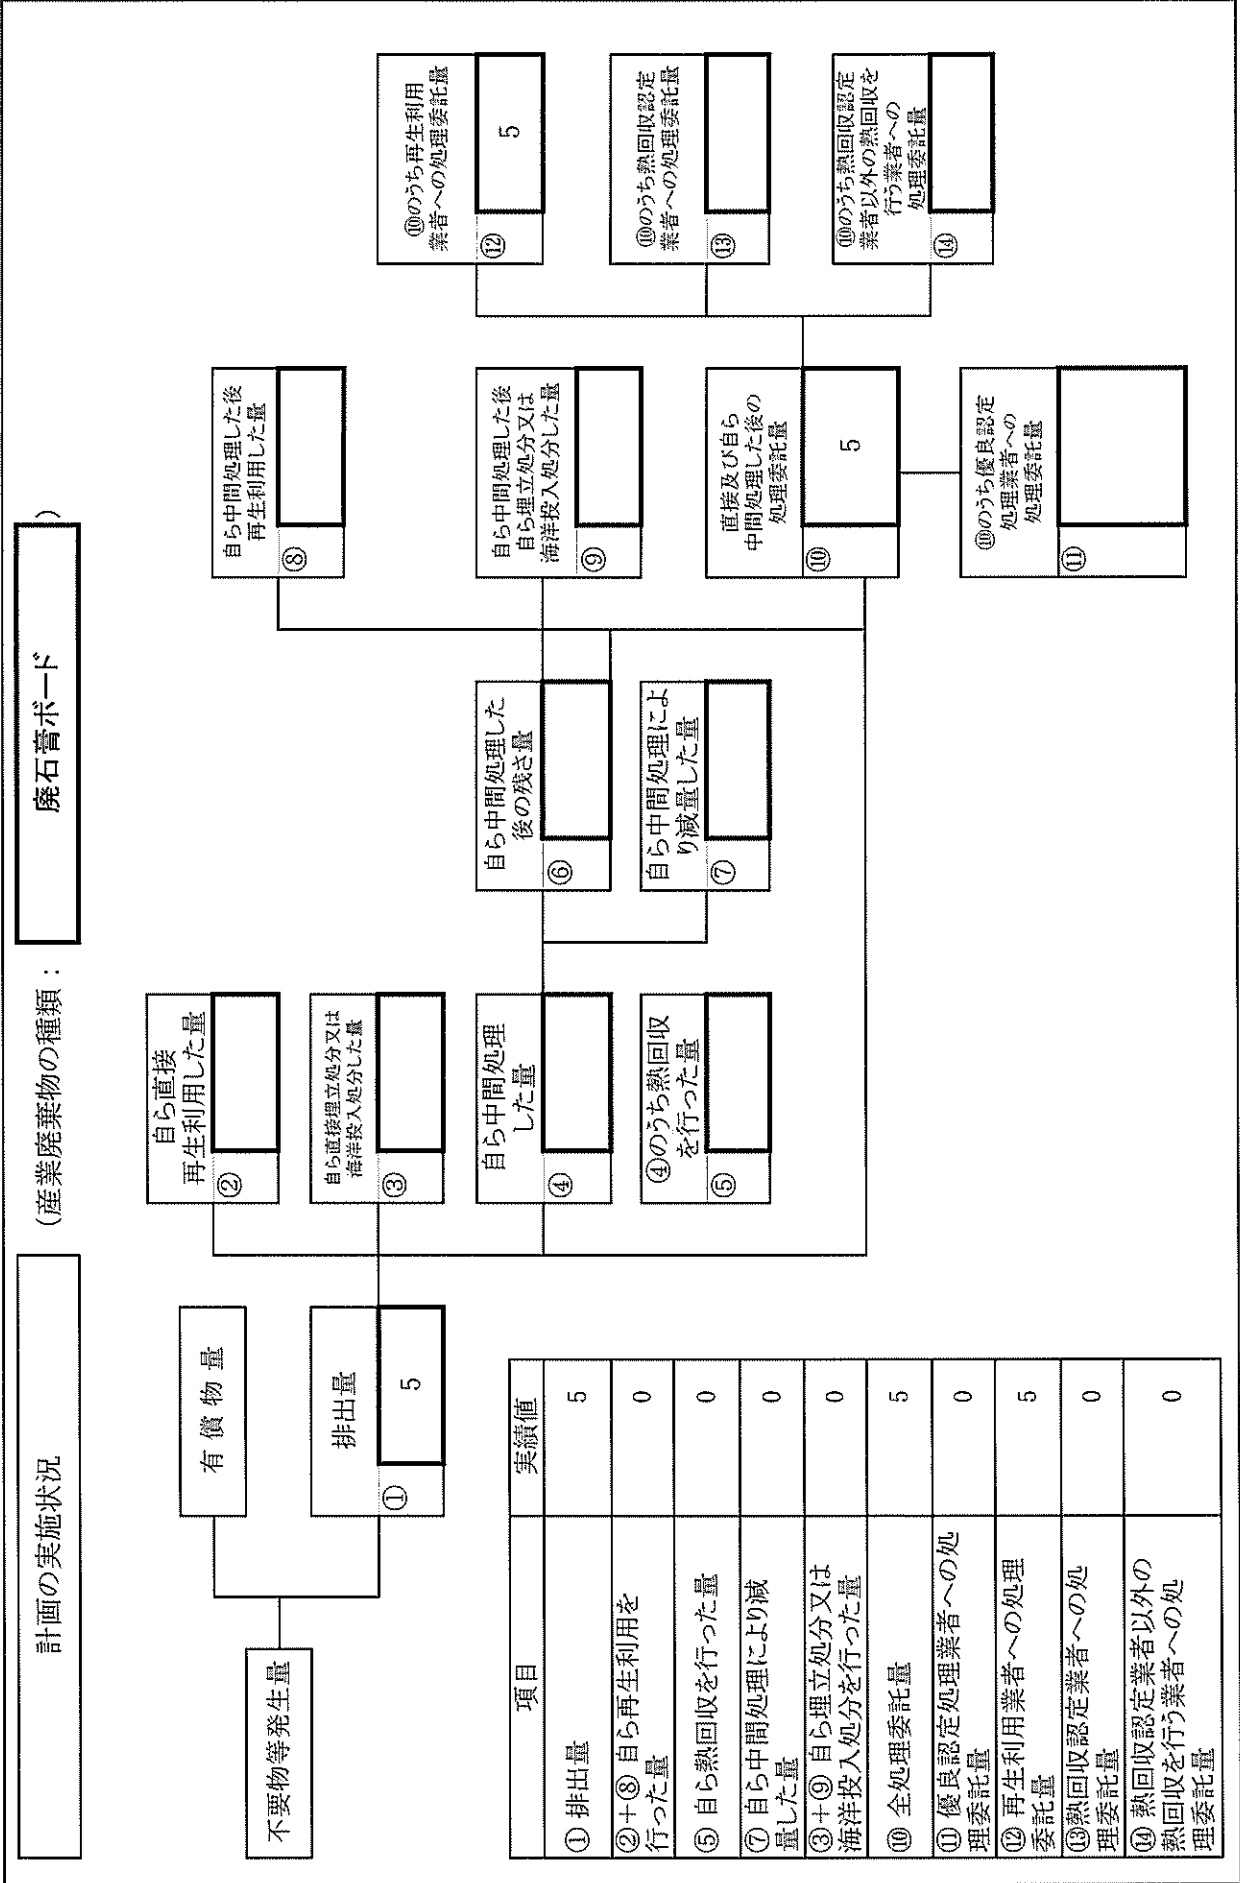 計画の実施状況
（産業廃棄物の種類：
廃石膏ボード
）
不要物等発生量
有 償 物 量
排出量
①
5
自ら直接
再生利用した量
②
自ら直接埋立処分又は
海洋投入処分した量
③
自ら中間処理
した量
④
④のうち熱回収
を行った量
⑤
自ら中間処理した
後の残さ量
⑥
自ら中間処理によ
り減量した量
⑦
自ら中間処理した後
再生利用した量
⑧
自ら中間処理した後
自ら埋立処分又は
海洋投入処分した量
⑨
直接及び自ら
中間処理した後の
処理委託量
⑩
5
⑩のうち優良認定
処理業者への
処理委託量
⑪
⑩のうち再生利用
業者への処理委託量
⑫
5
⑩のうち熱回収認定
業者への処理委託量
⑬
⑩のうち熱回収認定
業者以外の熱回収を
行う業者への
処理委託量
⑭
項目 実績値
① 排出量 5
②＋⑧ 自ら再生利用を
行った量 0
⑤ 自ら熱回収を行った量 0
⑦ 自ら中間処理により減
量した量 0
③＋⑨ 自ら埋立処分又は
海洋投入処分を行った量 0
⑩ 全処理委託量 5
⑪ 優良認定処理業者への処
理委託量 0
⑫ 再生利用業者への処理
委託量 5
⑬熱回収認定業者への処
理委託量 0
⑭ 熱回収認定業者以外の
熱回収を行う業者への処
理委託量 0